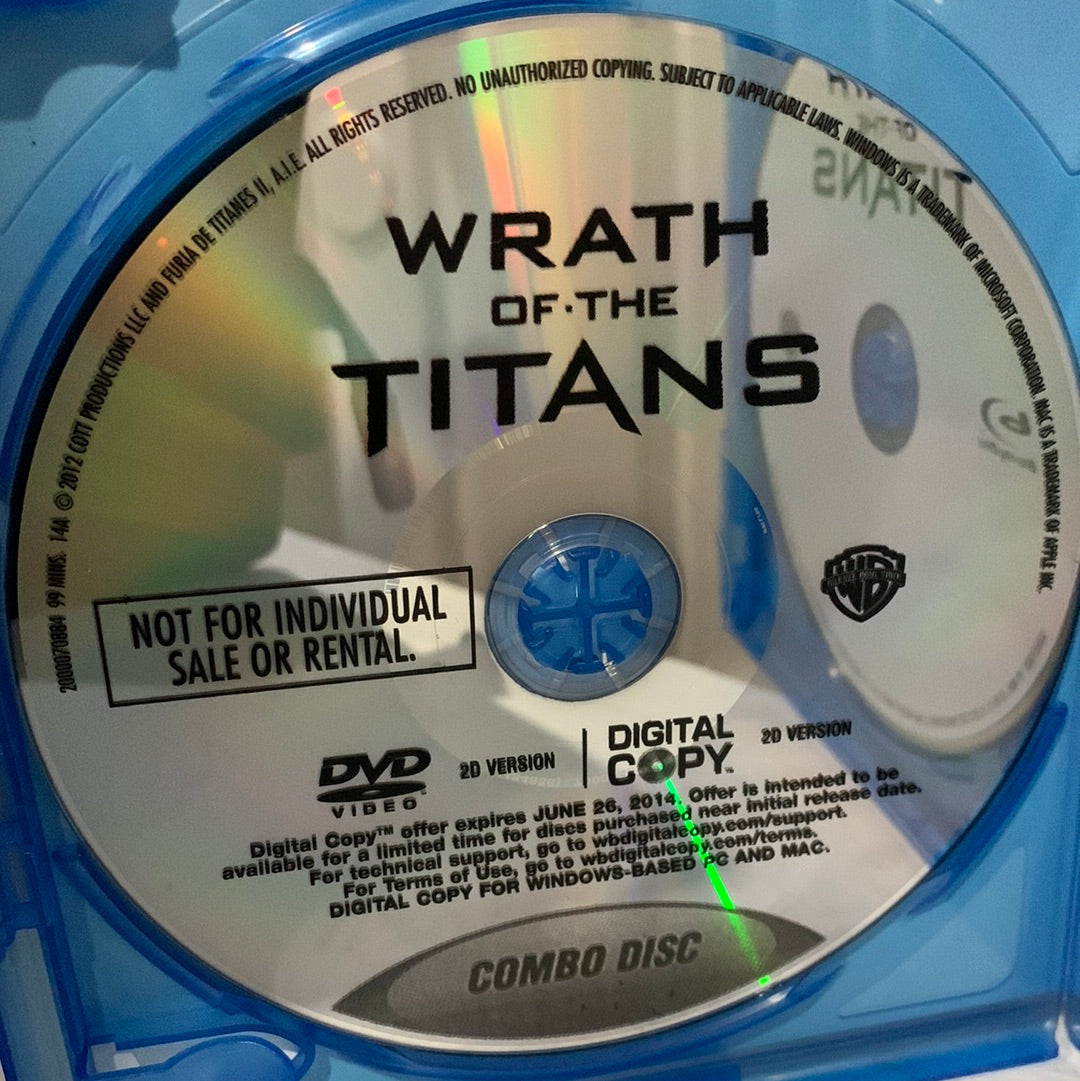 2000070884 99 MINS. 14A © 2012 COTT PRODUCTIONS LLC AND FURIA DE TITANES II, A.I.E. ALL RIGHTS RESERVED. NO UNAUTHORIZED COPYING. SUBJECT TO APPLICABLE LAWS. WINDOWS IS A TRADEMARK OF MICROSOFT CORPORATION. MAC IS A TRADEMARK OF APPLE INC.
WRATH
OF·THE
TITANS
NOT FOR INDIVIDUAL
SALE OR RENTAL.
WB
DVD
VIDEO
2D VERSION
DIGITAL
COPY™
2D VERSION
Digital Copy™ offer expires JUNE 26, 2014. Offer is intended to be
available for a limited time for discs purchased near initial release date.
For technical support, go to wbdigitalcopy.com/support.
For Terms of Use, go to wbdigitalcopy.com/terms.
DIGITAL COPY FOR WINDOWS-BASED PC AND MAC.
COMBO DISC